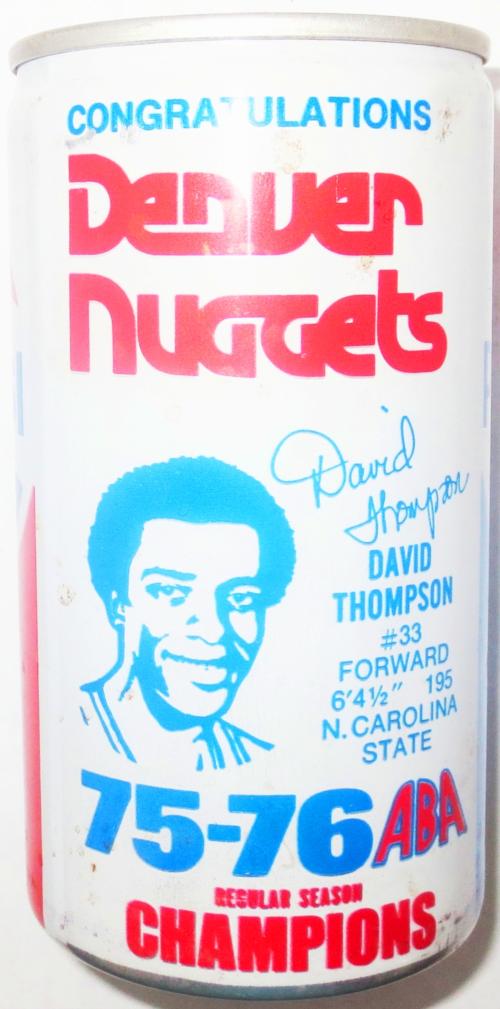 CONGRATULATIONS
Denver
nuggets
David
Thompson
DAVID
THOMPSON
#33
FORWARD
6'4½" 195
N. CAROLINA
STATE
75-76 ABA
REGULAR SEASON
CHAMPIONS